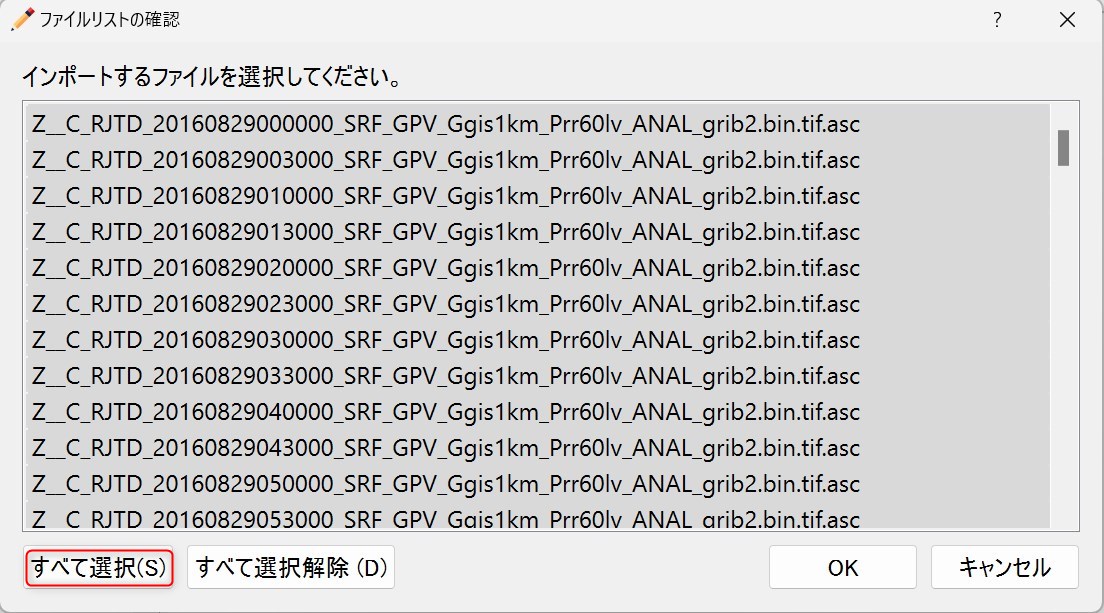 ファイルリストの確認
?
インポートするファイルを選択してください。
Z__C_RJTD_20160829000000_SRF_GPV_Ggis1km_Prr60lv_ANAL_grib2.bin.tif.asc
Z__C_RJTD_20160829003000_SRF_GPV_Ggis1km_Prr60lv_ANAL_grib2.bin.tif.asc
Z__C_RJTD_20160829010000_SRF_GPV_Ggis1km_Prr60lv_ANAL_grib2.bin.tif.asc
Z__C_RJTD_20160829013000_SRF_GPV_Ggis1km_Prr60lv_ANAL_grib2.bin.tif.asc
Z__C_RJTD_20160829020000_SRF_GPV_Ggis1km_Prr60lv_ANAL_grib2.bin.tif.asc
Z__C_RJTD_20160829023000_SRF_GPV_Ggis1km_Prr60lv_ANAL_grib2.bin.tif.asc
Z__C_RJTD_20160829030000_SRF_GPV_Ggis1km_Prr60lv_ANAL_grib2.bin.tif.asc
Z__C_RJTD_20160829033000_SRF_GPV_Ggis1km_Prr60lv_ANAL_grib2.bin.tif.asc
Z__C_RJTD_20160829040000_SRF_GPV_Ggis1km_Prr60lv_ANAL_grib2.bin.tif.asc
Z__C_RJTD_20160829043000_SRF_GPV_Ggis1km_Prr60lv_ANAL_grib2.bin.tif.asc
Z__C_RJTD_20160829050000_SRF_GPV_Ggis1km_Prr60lv_ANAL_grib2.bin.tif.asc
Z__C_RJTD_20160829053000_SRF_GPV_Ggis1km_Prr60lv_ANAL_grib2.bin.tif.asc
すべて選択(S) すべて選択解除 (D) OK キャンセル